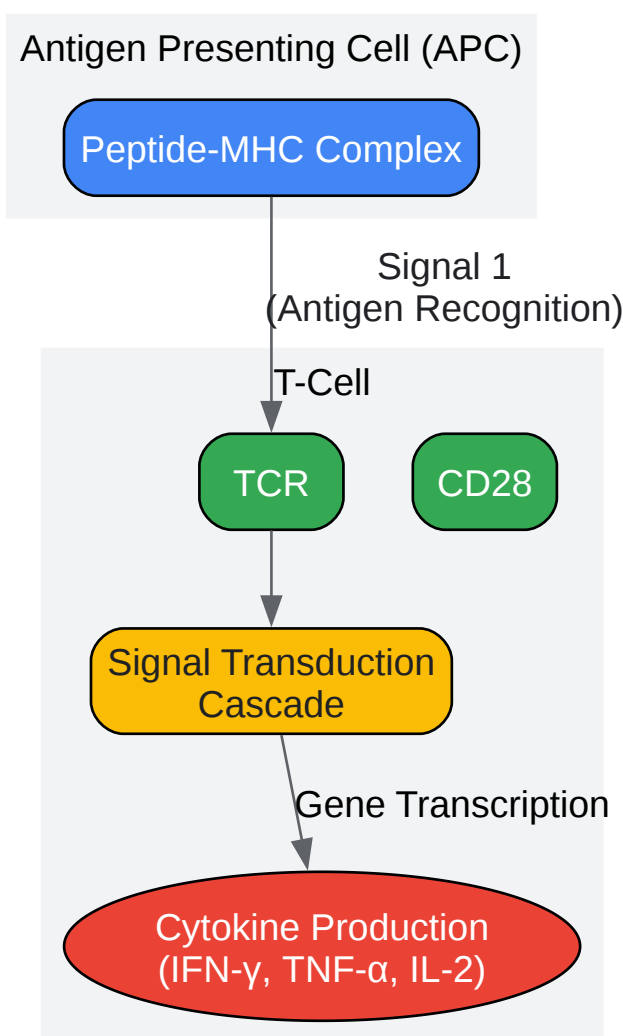 Antigen Presenting Cell (APC)
Peptide-MHC Complex
Signal 1
(Antigen Recognition)
T-Cell
TCR
CD28
Signal Transduction
Cascade
Gene Transcription
Cytokine Production
(IFN-γ, TNF-α, IL-2)